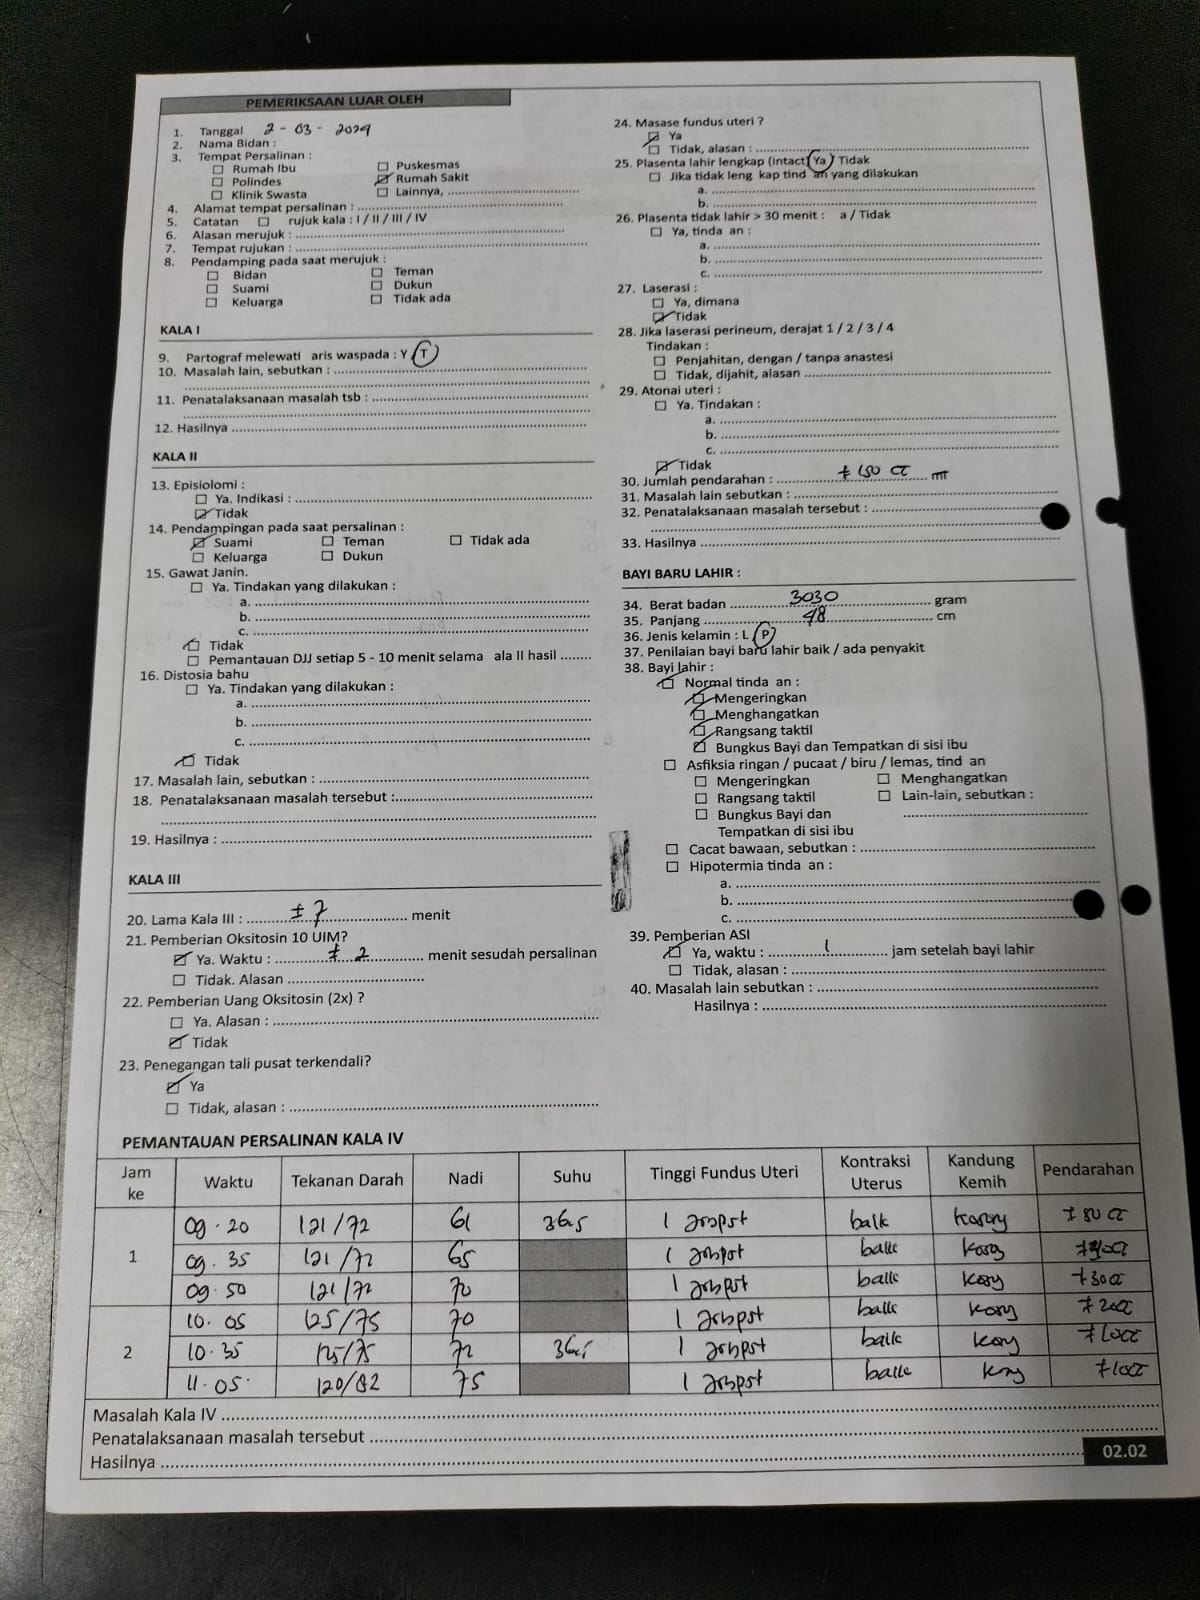 PEMERIKSAAN LUAR OLEH
1. Tanggal 2 - 03 - 2029
2. Nama Bidan :
3. Tempat Persalinan :
Rumah Ibu
Puskesmas
Polindes
Rumah Sakit
Klinik Swasta
Lainnya,
4. Alamat tempat persalinan :
5. Catatan rujuk kala : I / II / III / IV
6. Alasan merujuk :
7. Tempat rujukan :
8. Pendamping pada saat merujuk :
Bidan
Teman
Suami
Dukun
Keluarga
Tidak ada
KALA I
9. Partograf melewati aris waspada : Y / T
10. Masalah lain, sebutkan :
11. Penatalaksanaan masalah tsb :
12. Hasilnya
KALA II
13. Episiolomi :
Ya. Indikasi :
Tidak
14. Pendampingan pada saat persalinan :
Suami
Teman
Tidak ada
Keluarga
Dukun
15. Gawat Janin.
Ya. Tindakan yang dilakukan :
a.
b.
c.
Tidak
Pemantauan DJJ setiap 5 - 10 menit selama ala II hasil
16. Distosia bahu
Ya. Tindakan yang dilakukan :
a.
b.
c.
Tidak
17. Masalah lain, sebutkan :
18. Penatalaksanaan masalah tersebut :
19. Hasilnya :
KALA III
20. Lama Kala III : ± 7 menit
21. Pemberian Oksitosin 10 UIM?
Ya. Waktu : ± 2 menit sesudah persalinan
Tidak. Alasan
22. Pemberian Uang Oksitosin (2x) ?
Ya. Alasan :
Tidak
23. Penegangan tali pusat terkendali?
Ya
Tidak, alasan :
24. Masase fundus uteri ?
Ya
Tidak, alasan :
25. Plasenta lahir lengkap (Intact) Ya / Tidak
Jika tidak leng kap tind an yang dilakukan
a.
b.
26. Plasenta tidak lahir > 30 menit : a / Tidak
Ya, tinda an :
a.
b.
c.
27. Laserasi :
Ya, dimana
Tidak
28. Jika laserasi perineum, derajat 1 / 2 / 3 / 4
Tindakan :
Penjahitan, dengan / tanpa anastesi
Tidak, dijahit, alasan
29. Atonai uteri :
Ya. Tindakan :
a.
b.
c.
Tidak
30. Jumlah pendarahan : ± 150 cc mT
31. Masalah lain sebutkan :
32. Penatalaksanaan masalah tersebut :
33. Hasilnya
BAYI BARU LAHIR :
34. Berat badan 3030 gram
35. Panjang 48 cm
36. Jenis kelamin : L / P
37. Penilaian bayi baru lahir baik / ada penyakit
38. Bayi lahir :
Normal tinda an :
Mengeringkan
Menghangatkan
Rangsang taktil
Bungkus Bayi dan Tempatkan di sisi ibu
Asfiksia ringan / pucaat / biru / lemas, tind an
Mengeringkan
Menghangatkan
Rangsang taktil
Lain-lain, sebutkan :
Bungkus Bayi dan
Tempatkan di sisi ibu
Cacat bawaan, sebutkan :
Hipotermia tinda an :
a.
b.
c.
39. Pemberian ASI
Ya, waktu : 1 jam setelah bayi lahir
Tidak, alasan :
40. Masalah lain sebutkan :
Hasilnya :
PEMANTAUAN PERSALINAN KALA IV
Jam ke Waktu Tekanan Darah Nadi Suhu Tinggi Fundus Uteri Kontraksi Uterus Kandung Kemih Pendarahan
1 09.20 121/72 61 36,5 1 jrbpst baik kosong ± 50 cc
09.35 121/72 65 1 jrbpst baik kosg
09.50 121/72 70 1 jrbpst baik kosg ± 30 cc
2 10.05 125/75 70 1 jrbpst baik kosg ± 20cc
10.35 125/75 72 36,5 1 jrbpst baik kosg ± 10cc
11.05 120/82 75 1 jrbpst baik ± 10cc
Masalah Kala IV
Penatalaksanaan masalah tersebut
Hasilnya
02.02